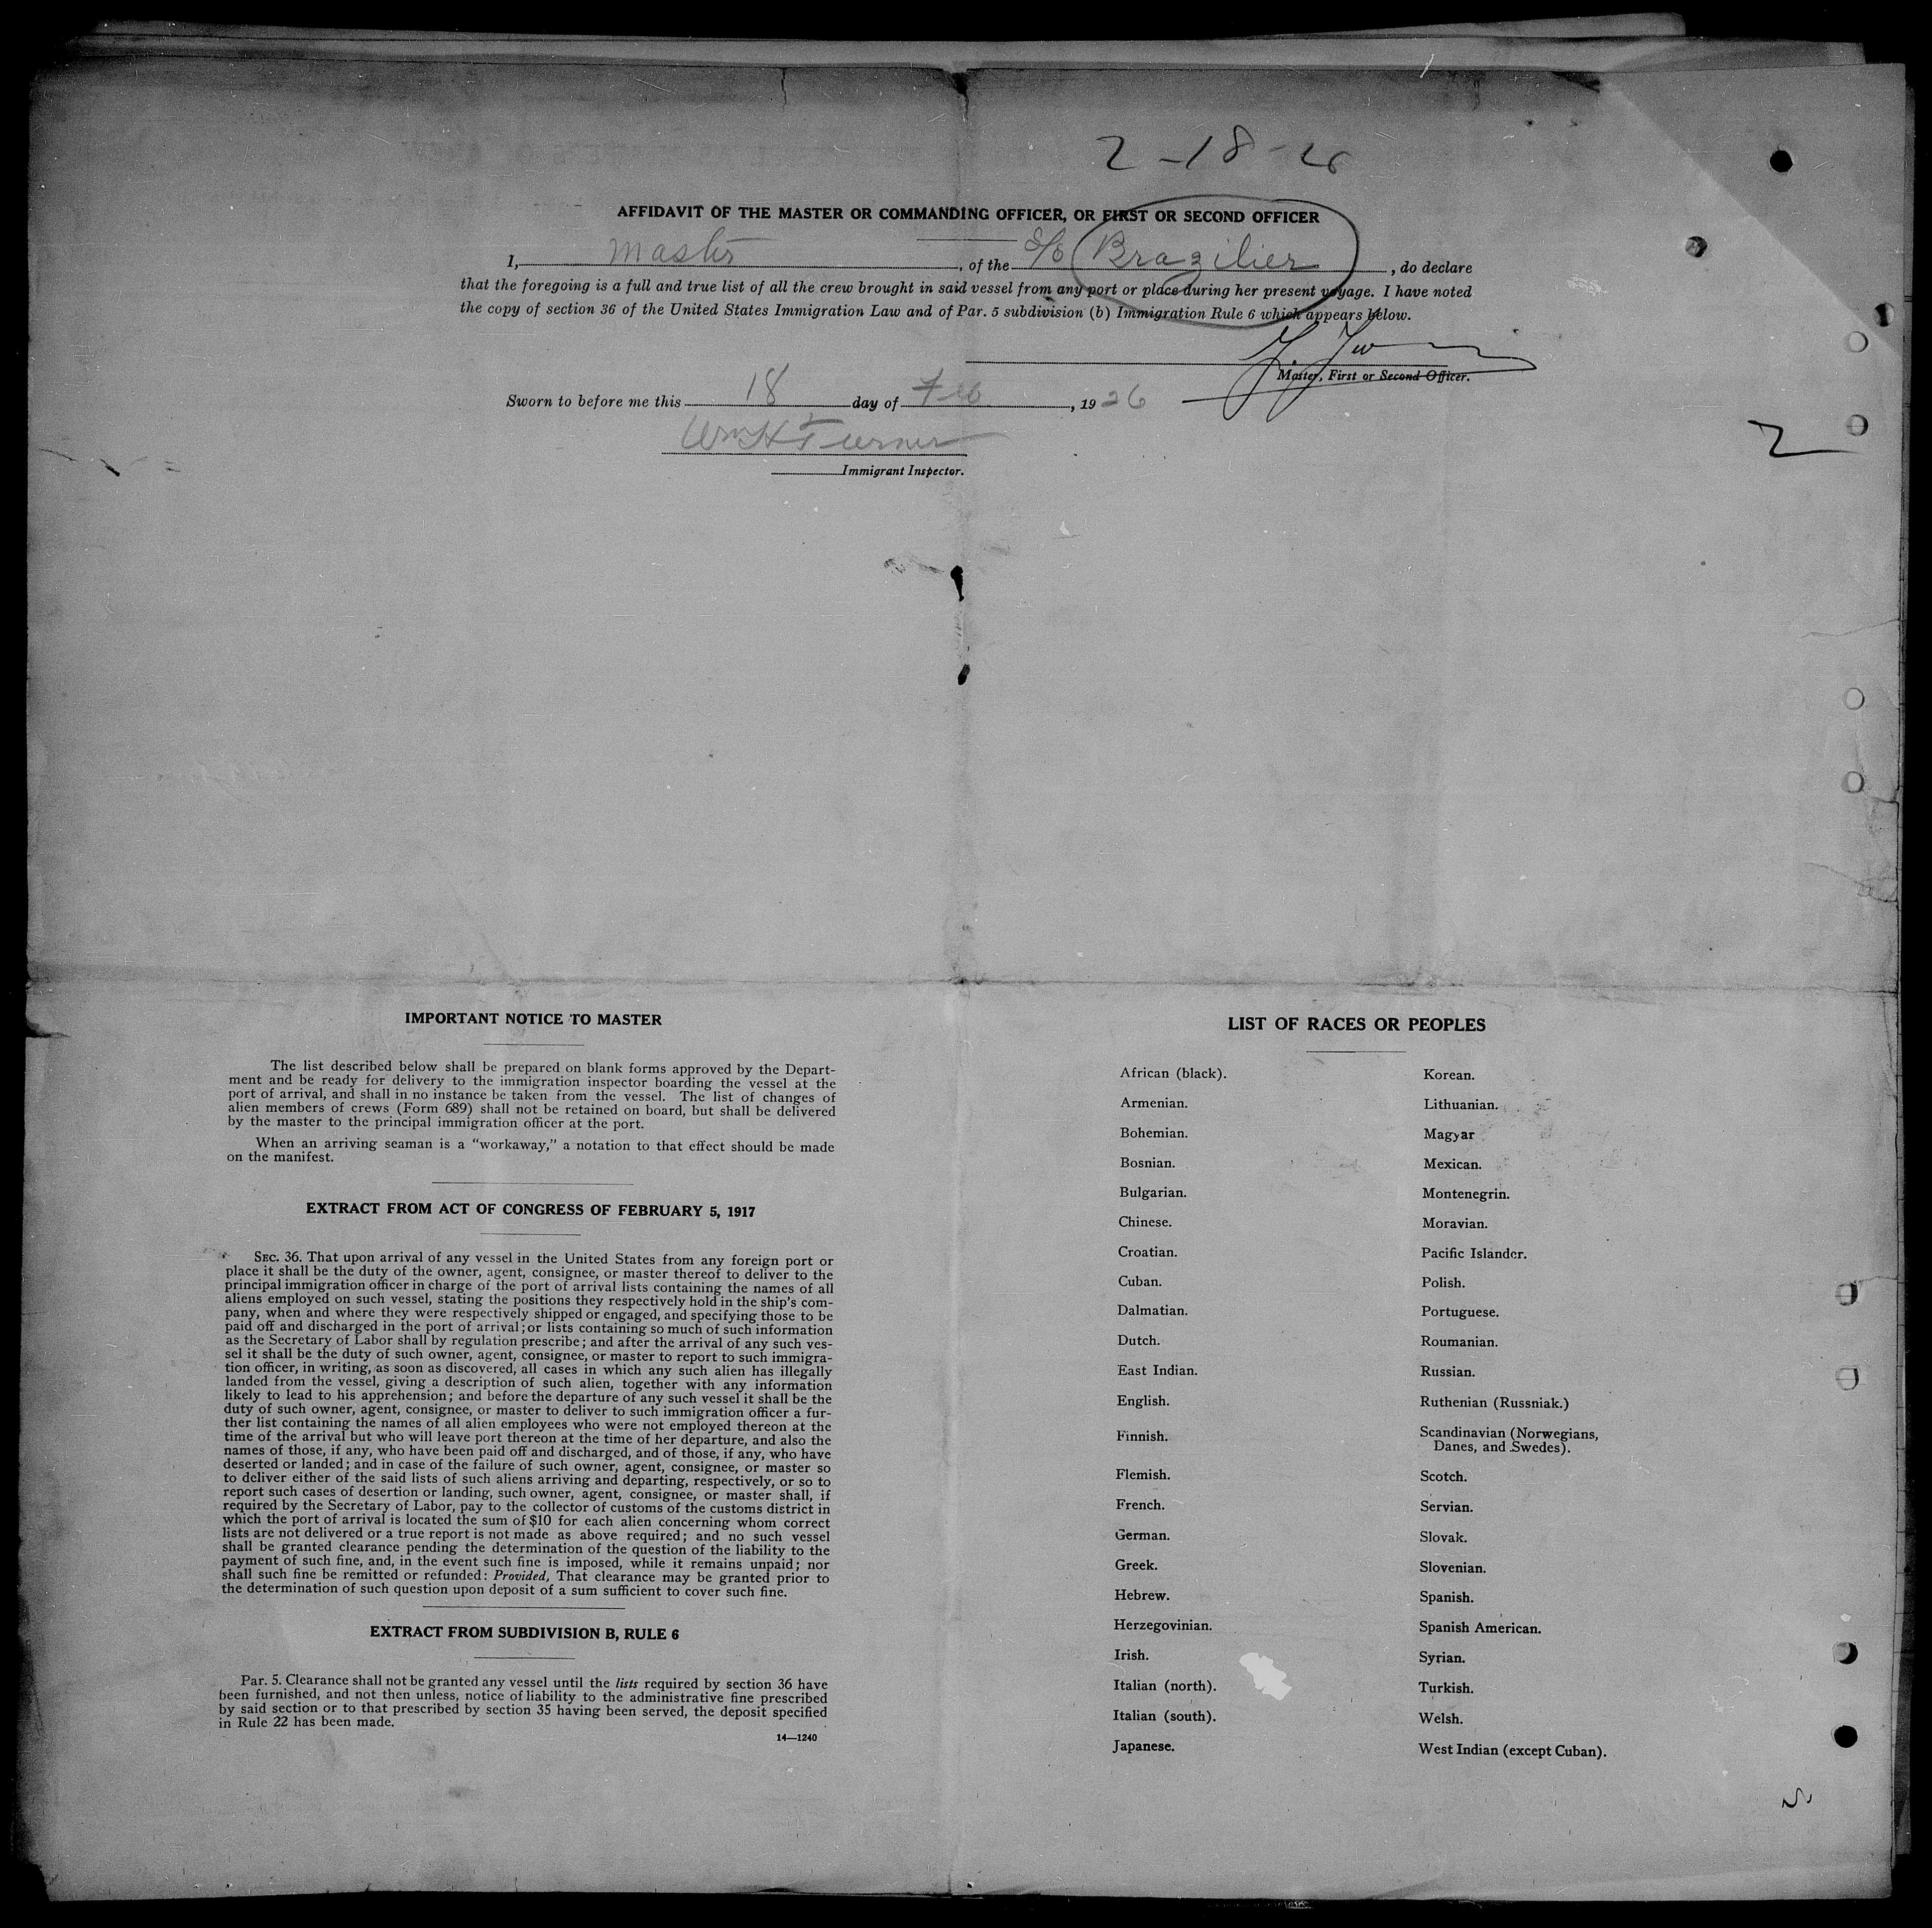 2-18-26
AFFIDAVIT OF THE MASTER OR COMMANDING OFFICER, OR FIRST OR SECOND OFFICER
I, Master, of the S/S Brazilier, do declare
that the foregoing is a full and true list of all the crew brought in said vessel from any port or place during her present voyage. I have noted
the copy of section 36 of the United States Immigration Law and of Par. 5 subdivision (b) Immigration Rule 6 which appears below.
Master, First or Second Officer.
Sworn to before me this 18 day of Feb, 1926
Wm H Turner
Immigrant Inspector.
2
IMPORTANT NOTICE TO MASTER
The list described below shall be prepared on blank forms approved by the Depart-
ment and be ready for delivery to the immigration inspector boarding the vessel at the
port of arrival, and shall in no instance be taken from the vessel. The list of changes of
alien members of crews (Form 689) shall not be retained on board, but shall be delivered
by the master to the principal immigration officer at the port.
When an arriving seaman is a "workaway," a notation to that effect should be made
on the manifest.
EXTRACT FROM ACT OF CONGRESS OF FEBRUARY 5, 1917
SEC. 36. That upon arrival of any vessel in the United States from any foreign port or
place it shall be the duty of the owner, agent, consignee, or master thereof to deliver to the
principal immigration officer in charge of the port of arrival lists containing the names of all
aliens employed on such vessel, stating the positions they respectively hold in the ship's com-
pany, when and where they were respectively shipped or engaged, and specifying those to be
paid off and discharged in the port of arrival; or lists containing so much of such information
as the Secretary of Labor shall by regulation prescribe; and after the arrival of any such ves-
sel it shall be the duty of such owner, agent, consignee, or master to report to such immigra-
tion officer, in writing, as soon as discovered, all cases in which any such alien has illegally
landed from the vessel, giving a description of such alien, together with any information
likely to lead to his apprehension; and before the departure of any such vessel it shall be the
duty of such owner, agent, consignee, or master to deliver to such immigration officer a fur-
ther list containing the names of all alien employees who were not employed thereon at the
time of the arrival but who will leave port thereon at the time of her departure, and also the
names of those, if any, who have been paid off and discharged, and of those, if any, who have
deserted or landed; and in case of the failure of such owner, agent, consignee, or master so
to deliver either of the said lists of such aliens arriving and departing, respectively, or so to
report such cases of desertion or landing, such owner, agent, consignee, or master shall, if
required by the Secretary of Labor, pay to the collector of customs of the customs district in
which the port of arrival is located the sum of $10 for each alien concerning whom correct
lists are not delivered or a true report is not made as above required; and no such vessel
shall be granted clearance pending the determination of the question of the liability to the
payment of such fine, and, in the event such fine is imposed, while it remains unpaid; nor
shall such fine be remitted or refunded: Provided, That clearance may be granted prior to
the determination of such question upon deposit of a sum sufficient to cover such fine.
EXTRACT FROM SUBDIVISION B, RULE 6
Par. 5. Clearance shall not be granted any vessel until the lists required by section 36 have
been furnished, and not then unless, notice of liability to the administrative fine prescribed
by said section or to that prescribed by section 35 having been served, the deposit specified
in Rule 22 has been made.
14—1240
LIST OF RACES OR PEOPLES
African (black).
Armenian.
Bohemian.
Bosnian.
Bulgarian.
Chinese.
Croatian.
Cuban.
Dalmatian.
Dutch.
East Indian.
English.
Finnish.
Flemish.
French.
German.
Greek.
Hebrew.
Herzegovinian.
Irish.
Italian (north).
Italian (south).
Japanese.
Korean.
Lithuanian.
Magyar
Mexican.
Montenegrin.
Moravian.
Pacific Islander.
Polish.
Portuguese.
Roumanian.
Russian.
Ruthenian (Russniak.)
Scandinavian (Norwegians,
Danes, and Swedes).
Scotch.
Servian.
Slovak.
Slovenian.
Spanish.
Spanish American.
Syrian.
Turkish.
Welsh.
West Indian (except Cuban).